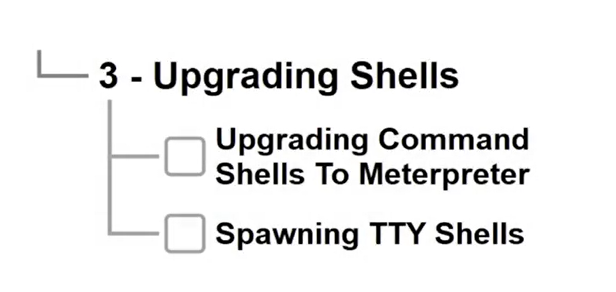 3 - Upgrading Shells
Upgrading Command
Shells To Meterpreter
Spawning TTY Shells